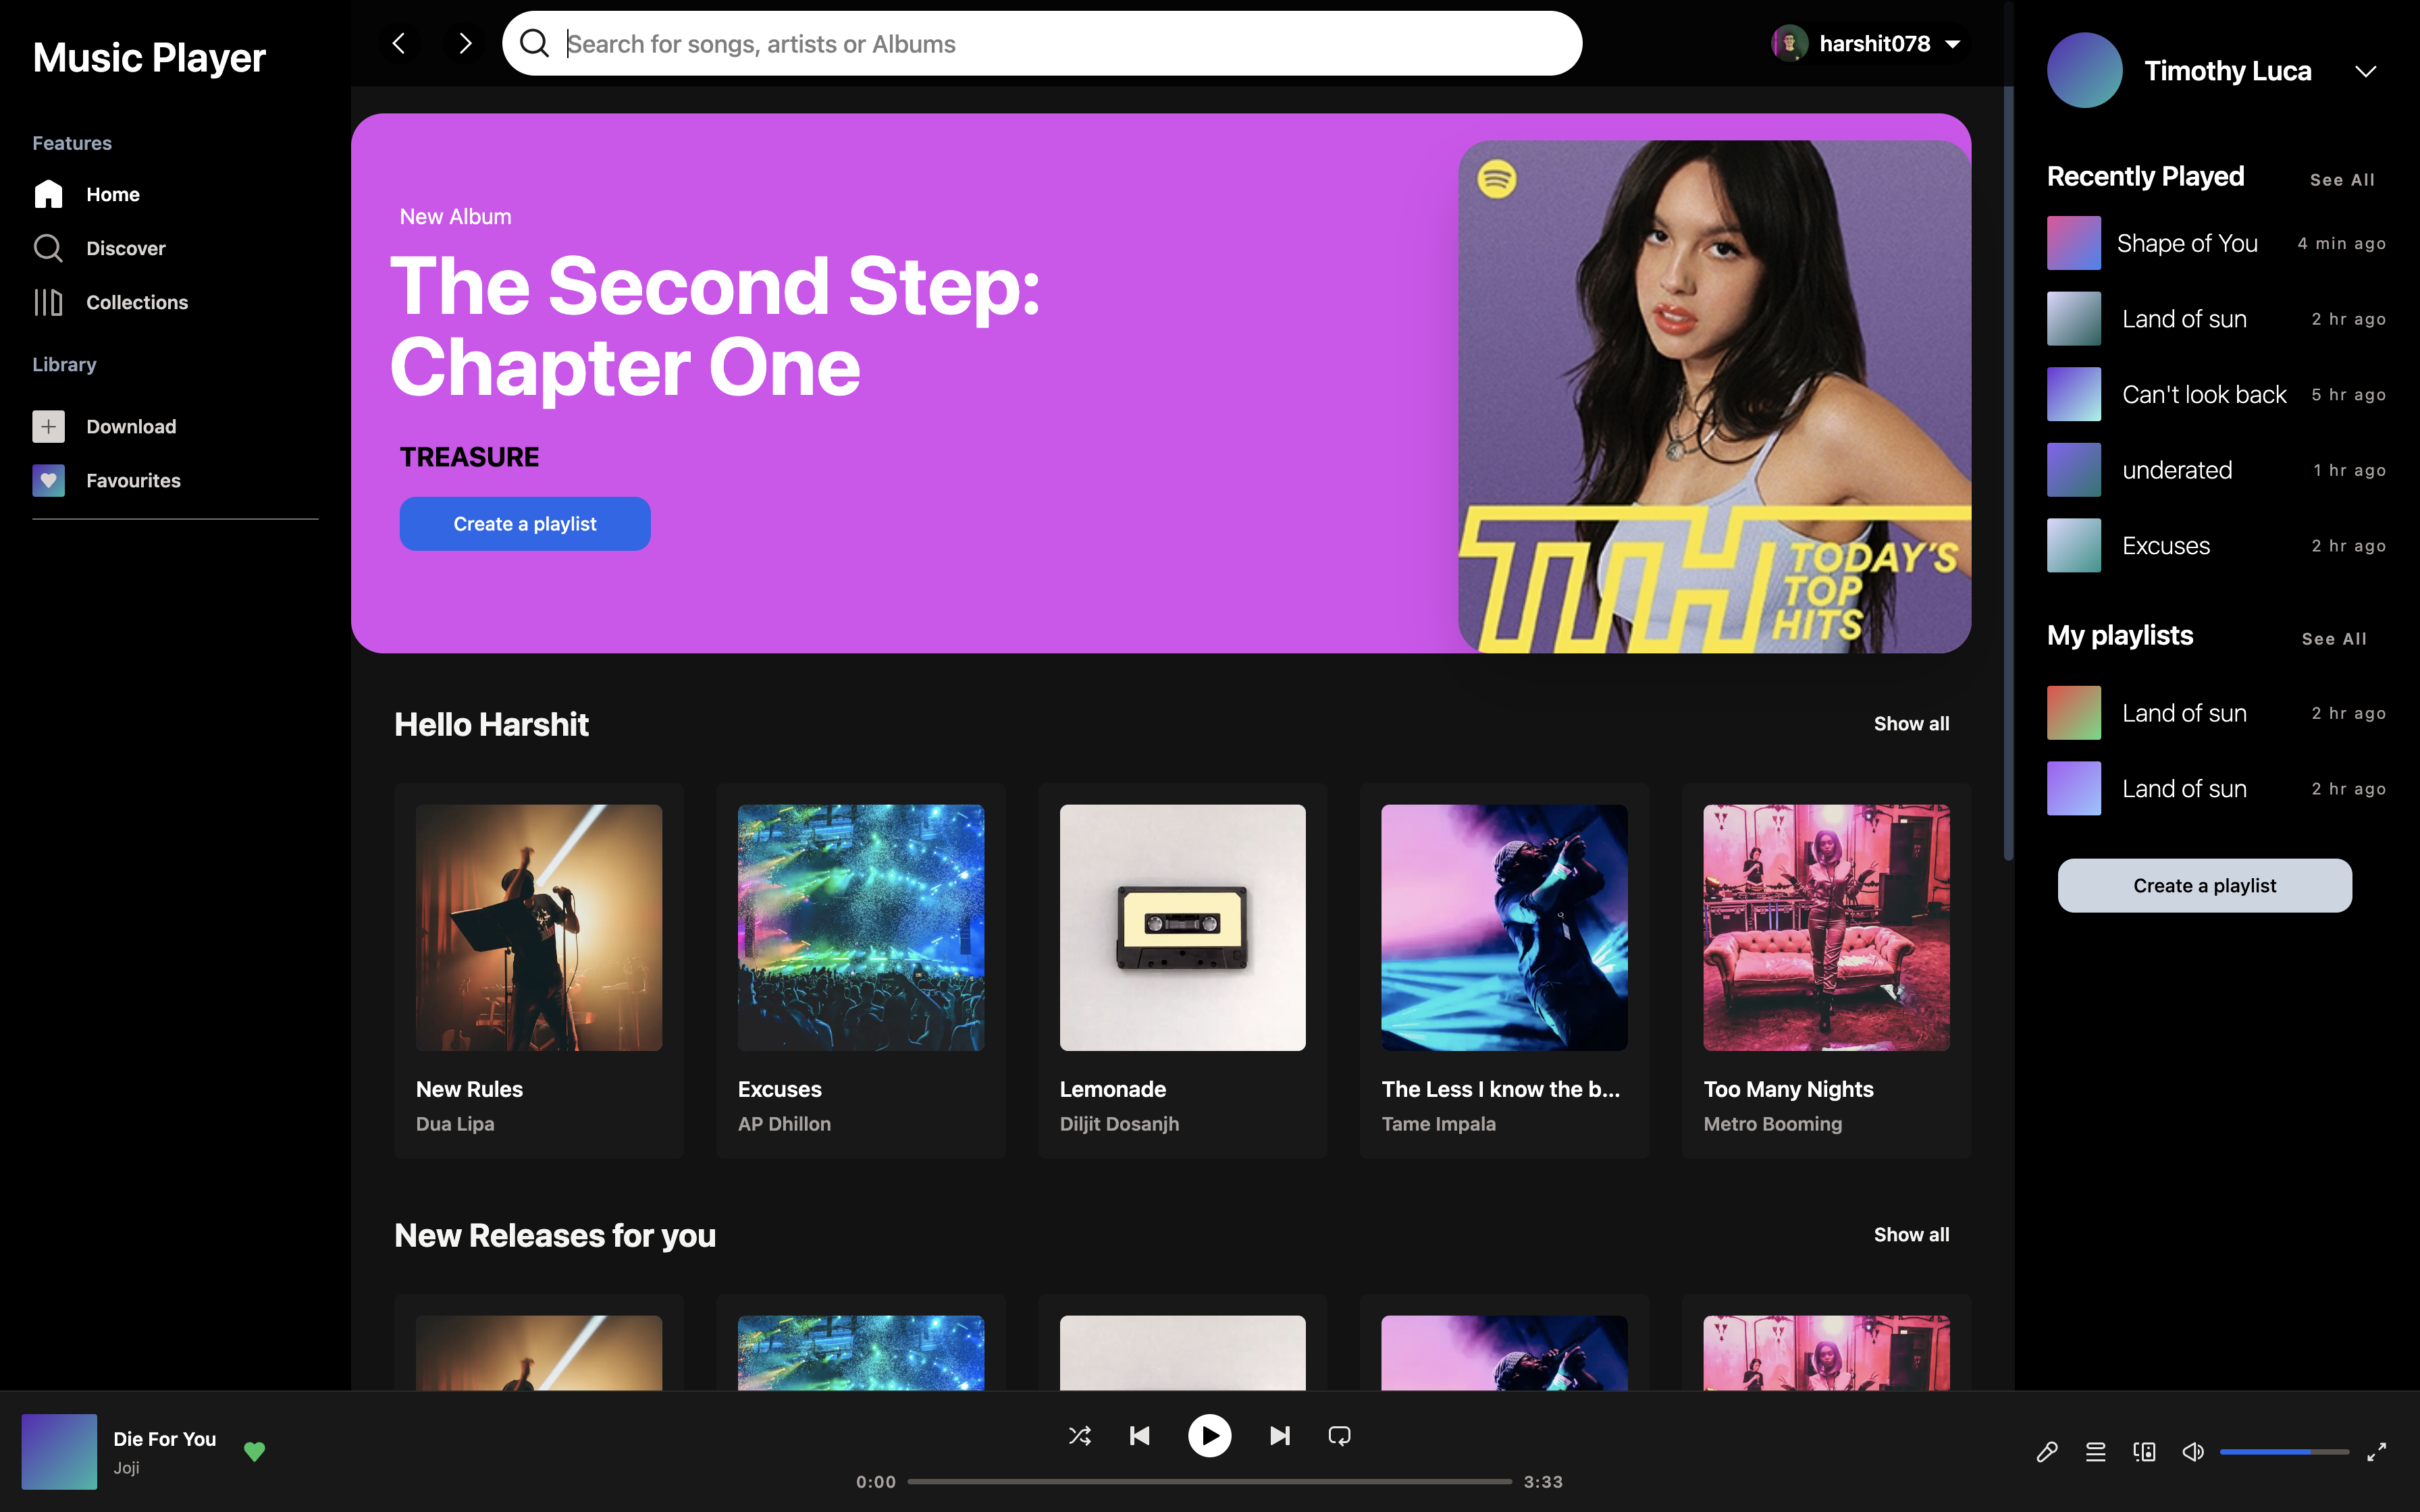 Music Player
Features
Home
Discover
Collections
Library
Download
Favourites
Search for songs, artists or Albums
harshit078
New Album
The Second Step:
Chapter One
TREASURE
Create a playlist
TTH
TODAY'S
TOP
HITS
Hello Harshit
Show all
New Rules
Dua Lipa
Excuses
AP Dhillon
Lemonade
Diljit Dosanjh
The Less I know the b...
Tame Impala
Too Many Nights
Metro Booming
New Releases for you
Show all
Timothy Luca
Recently Played
See All
Shape of You
4 min ago
Land of sun
2 hr ago
Can't look back
5 hr ago
underated
1 hr ago
Excuses
2 hr ago
My playlists
See All
Land of sun
2 hr ago
Land of sun
2 hr ago
Create a playlist
Die For You
Joji
0:00
3:33